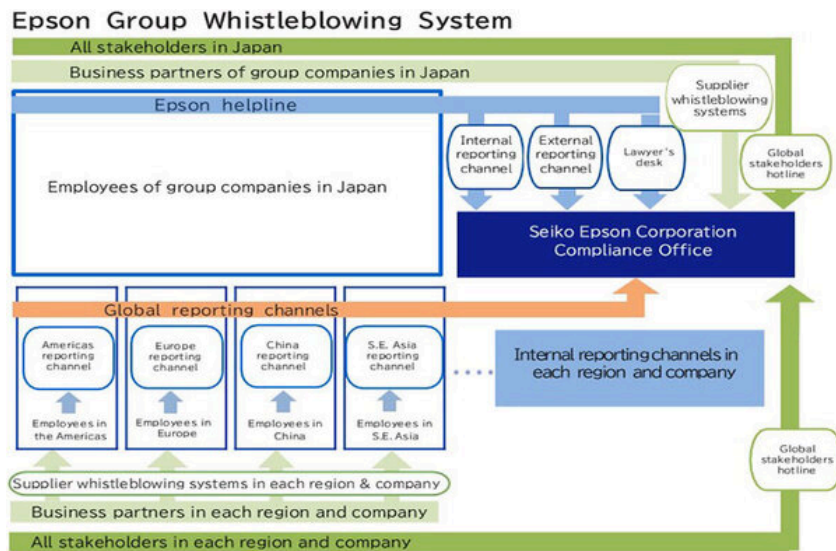 Epson Group Whistleblowing System
All stakeholders in Japan
Business partners of group companies in Japan
Epson helpline
Supplier
whistleblowing
systems
Internal
reporting
channel
External
reporting
channel
Lawyer's
desk
Global
stakeholders
hotline
Employees of group companies in Japan
Seiko Epson Corporation
Compliance Office
Global reporting channels
Americas
reporting
channel
Europe
reporting
channel
China
reporting
channel
S.E. Asia
reporting
channel
Internal reporting channels in
each region and company
Employees in
the Americas
Employees in
Europe
Employees in
China
Employees in
S.E. Asia
Global
stakeholders
hotline
Supplier whistleblowing systems in each region & company
Business partners in each region and company
All stakeholders in each region and company